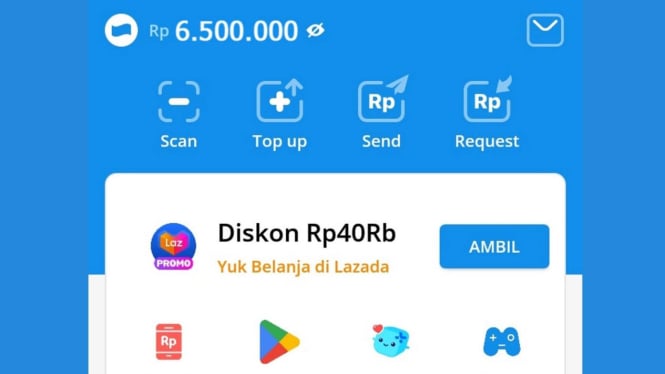 Rp 6.500.000
Scan
Top up
Rp
Send
Rp
Request
Laz
PROMO
Diskon Rp40Rb
Yuk Belanja di Lazada
AMBIL
Rp